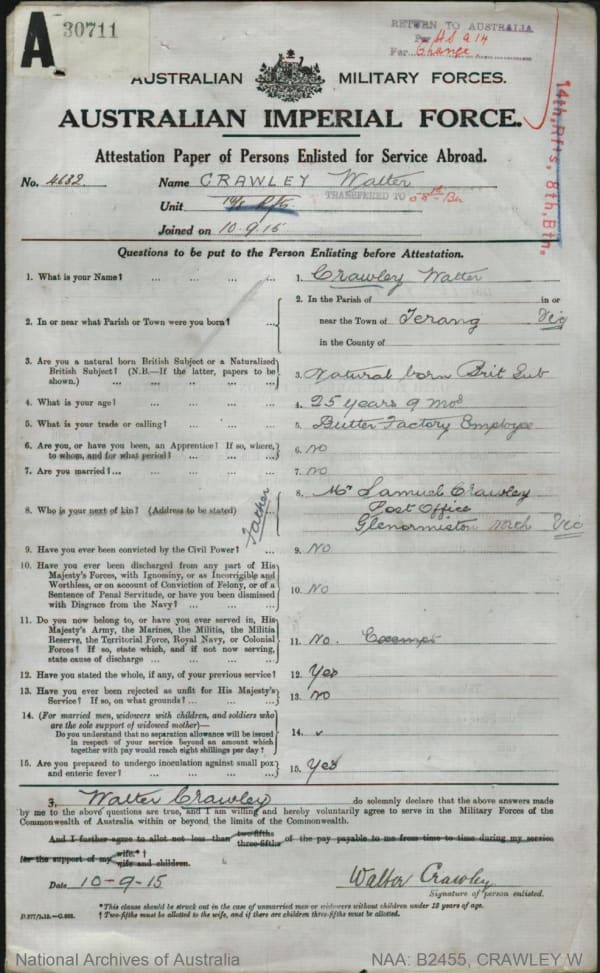 A 30711
RETURN TO AUSTRALIA
Per HS A 14
For Change
AUSTRALIAN MILITARY FORCES.
AUSTRALIAN IMPERIAL FORCE.
14th, Rfts, 8th, Btn.
Attestation Paper of Persons Enlisted for Service Abroad.
No. 4682. Name CRAWLEY Walter
TRANSFERED TO
Unit
Joined on 10-9-15
Questions to be put to the Person Enlisting before Attestation.
1. What is your Name? ... ... ... ... 1. Crawley Walter
2. In or near what Parish or Town were you born? ... 2. In the Parish of in or
near the Town of Terang Vic
in the County of
3. Are you a natural born British Subject or a Naturalized
British Subject? (N.B.—If the latter, papers to be
shown.) ... ... ... ... 3. Natural born Brit Sub
4. What is your age? ... ... ... ... 4. 25 years 9 mos
5. What is your trade or calling? ... ... ... 5. Butter Factory Employee
6. Are you, or have you been, an Apprentice? If so, where,
to whom, and for what period? ... ... ... 6. No
7. Are you married? ... ... ... ... 7. No
8. Who is your next of kin? (Address to be stated) ... Father 8. Mr Samuel Crawley
Post Office
Glenormiston North Vic
9. Have you ever been convicted by the Civil Power? ... 9. No
10. Have you ever been discharged from any part of His
Majesty's Forces, with Ignominy, or as Incorrigible and
Worthless, or on account of Conviction of Felony, or of a
Sentence of Penal Servitude, or have you been dismissed
with Disgrace from the Navy? ... ... ... 10. No
11. Do you now belong to, or have you ever served in, His
Majesty's Army, the Marines, the Militia, the Militia
Reserve, the Territorial Force, Royal Navy, or Colonial
Forces? If so, state which, and if not now serving,
state cause of discharge ... ... ... ... 11. No. Exempt
12. Have you stated the whole, if any, of your previous service? 12. Yes
13. Have you ever been rejected as unfit for His Majesty's
Service? If so, on what grounds? ... ... ... 13. No
14. (For married men, widowers with children, and soldiers who
are the sole support of widowed mother)—
Do you understand that no separation allowance will be issued
in respect of your service beyond an amount which
together with pay would reach eight shillings per day? 14.
15. Are you prepared to undergo inoculation against small pox
and enteric fever? ... ... ... ... 15. Yes
I, Walter Crawley do solemnly declare that the above answers made
by me to the above questions are true, and I am willing and hereby voluntarily agree to serve in the Military Forces of the
Commonwealth of Australia within or beyond the limits of the Commonwealth.
And I further agree to allot not less than two-fifths three-fifths of the pay payable to me from time to time during my service
for the support of my wife.*† wife and children.
Date 10-9-15 Walter Crawley
Signature of person enlisted.
*This clause should be struck out in the case of unmarried men or widowers without children under 18 years of age.
† Two-fifths must be allotted to the wife, and if there are children three-fifths must be allotted.
National Archives of Australia NAA: B2455, CRAWLEY W